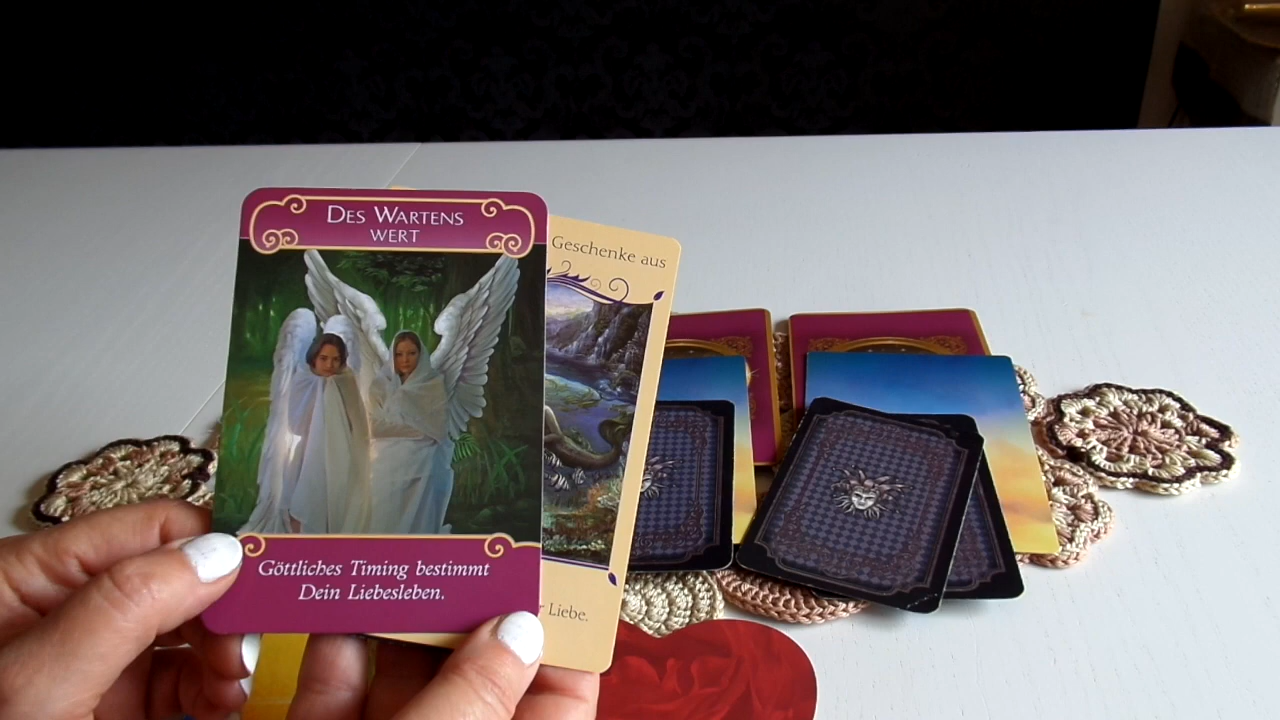 DES WARTENS
WERT
Göttliches Timing bestimmt
Dein Liebesleben.
Geschenke aus
Liebe.